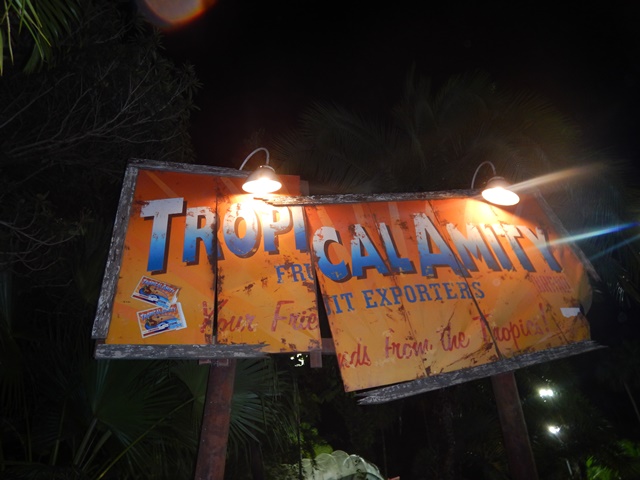 TROPICALAMITY
FRUIT EXPORTERS
Your Friends from the Tropics!